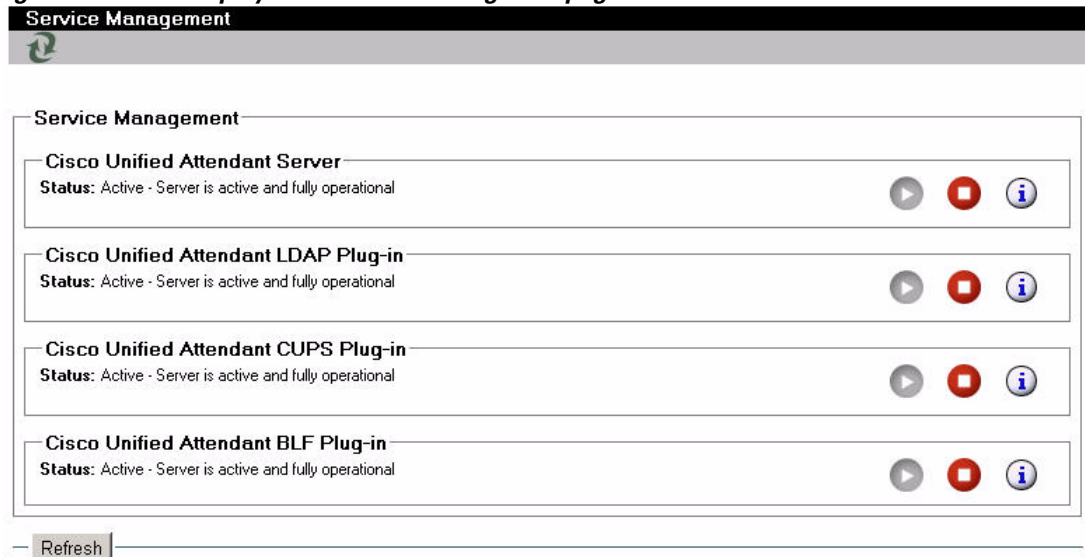 Service Management
Service Management
Cisco Unified Attendant Server
Status: Active - Server is active and fully operational
Cisco Unified Attendant LDAP Plug-in
Status: Active - Server is active and fully operational
Cisco Unified Attendant CUPS Plug-in
Status: Active - Server is active and fully operational
Cisco Unified Attendant BLF Plug-in
Status: Active - Server is active and fully operational
Refresh